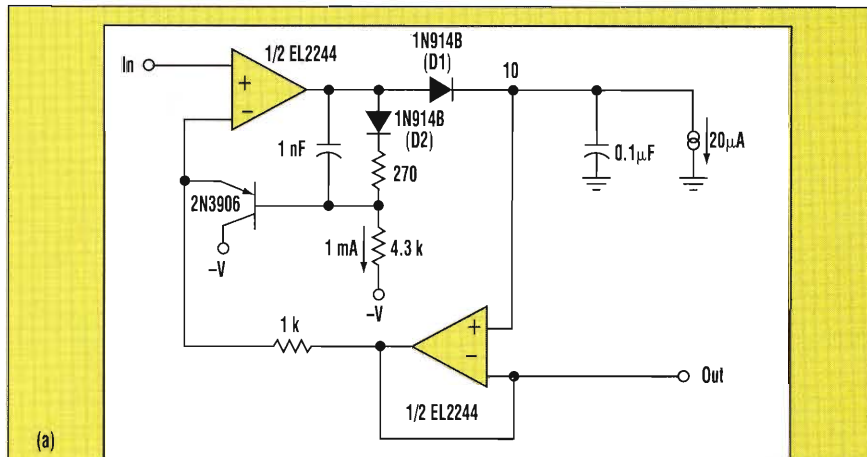 1/2 EL2244
In
+
–
1N914B
(D1)
10
1N914B
(D2)
1 nF
270
0.1µF
20µA
2N3906
–V
1 mA
4.3 k
–V
1 k
+
–
Out
1/2 EL2244
(a)